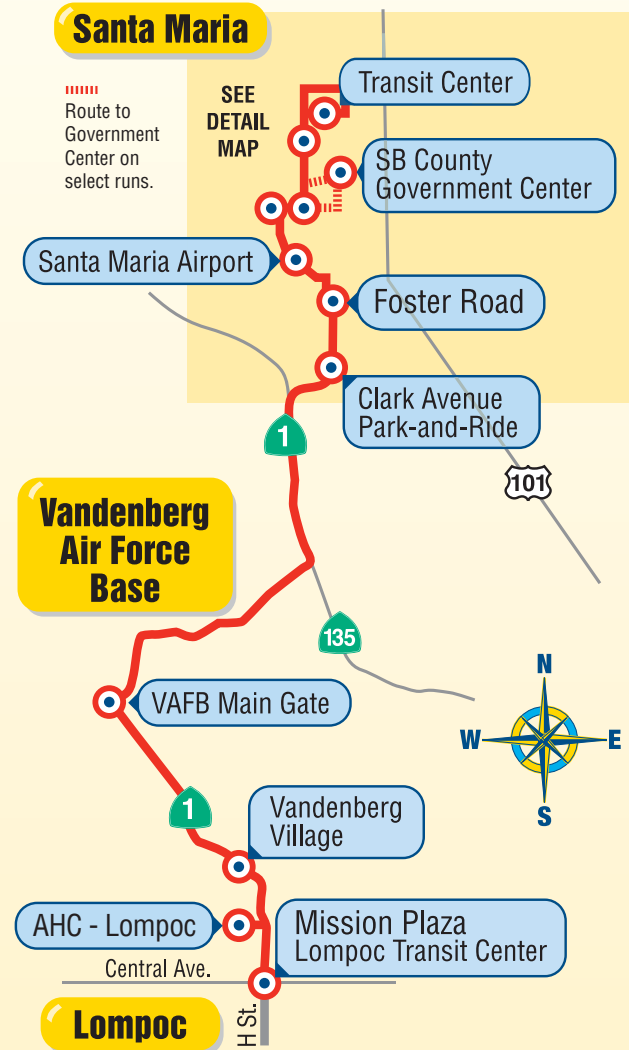 Santa Maria
Route to
Government
Center on
select runs.
SEE
DETAIL
MAP
Transit Center
SB County
Government Center
Santa Maria Airport
Foster Road
Clark Avenue
Park-and-Ride
1
101
Vandenberg
Air Force
Base
135
VAFB Main Gate
N
W
E
S
1
Vandenberg
Village
AHC - Lompoc
Mission Plaza
Lompoc Transit Center
Central Ave.
Lompoc
H St.